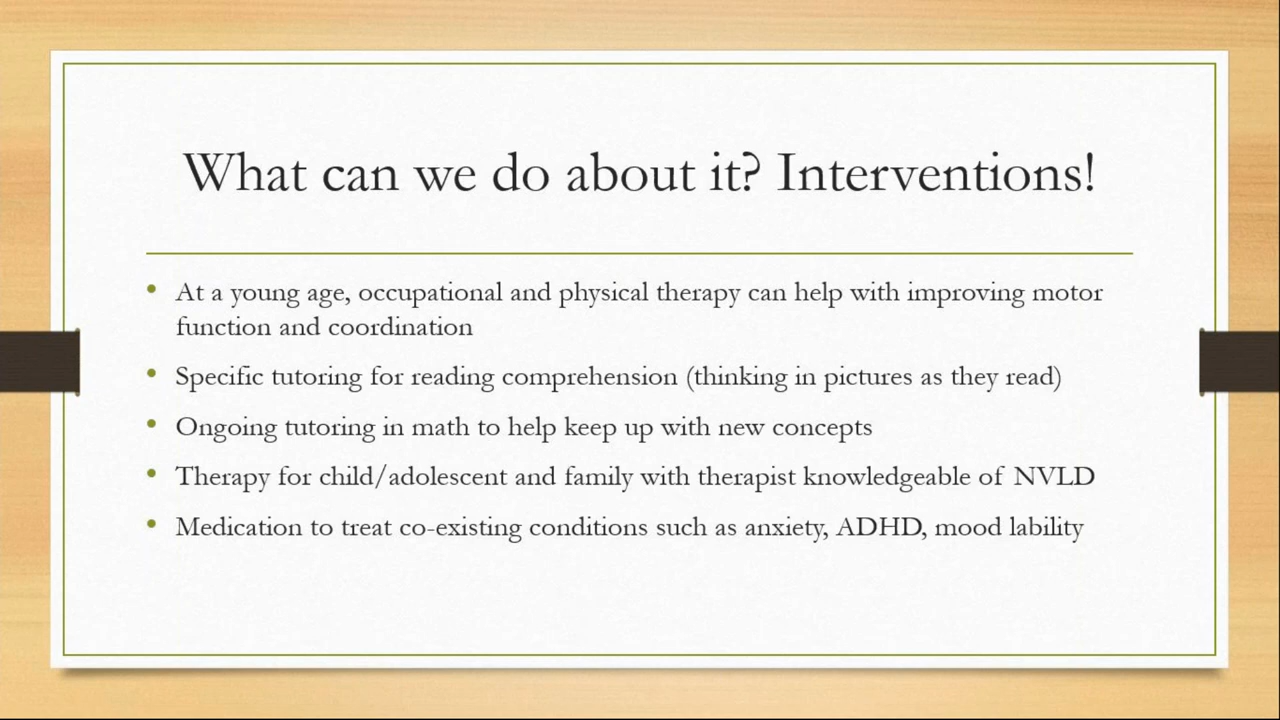 What can we do about it? Interventions!
• At a young age, occupational and physical therapy can help with improving motor
function and coordination
• Specific tutoring for reading comprehension (thinking in pictures as they read)
• Ongoing tutoring in math to help keep up with new concepts
• Therapy for child/adolescent and family with therapist knowledgeable of NVLD
• Medication to treat co-existing conditions such as anxiety, ADHD, mood lability